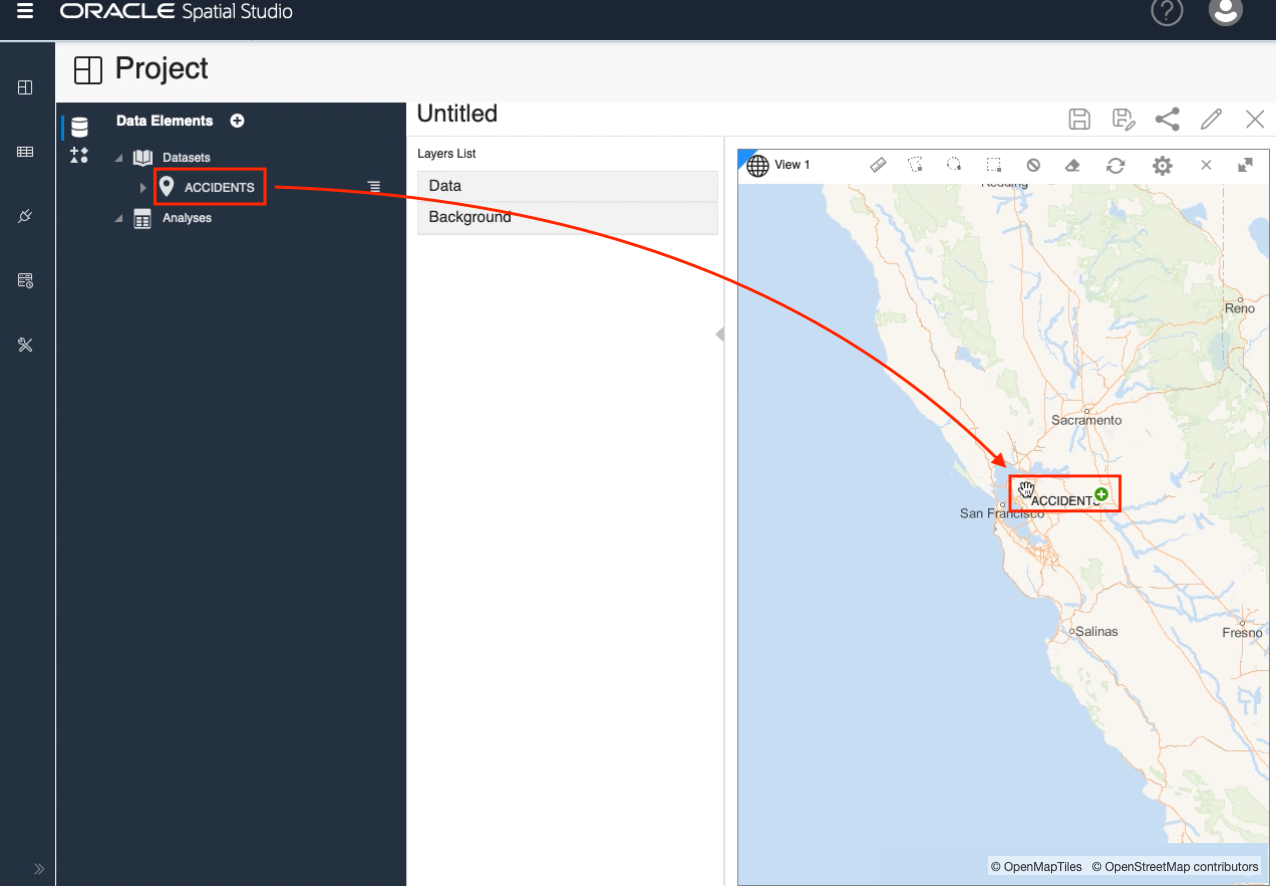 ORACLE Spatial Studio
?
Project
Data Elements
Datasets
ACCIDENTS
Analyses
Untitled
Layers List
Data
Background
View 1
Redding
Reno
Sacramento
ACCIDENTS
San Francisco
Salinas
Fresno
© OpenMapTiles © OpenStreetMap contributors